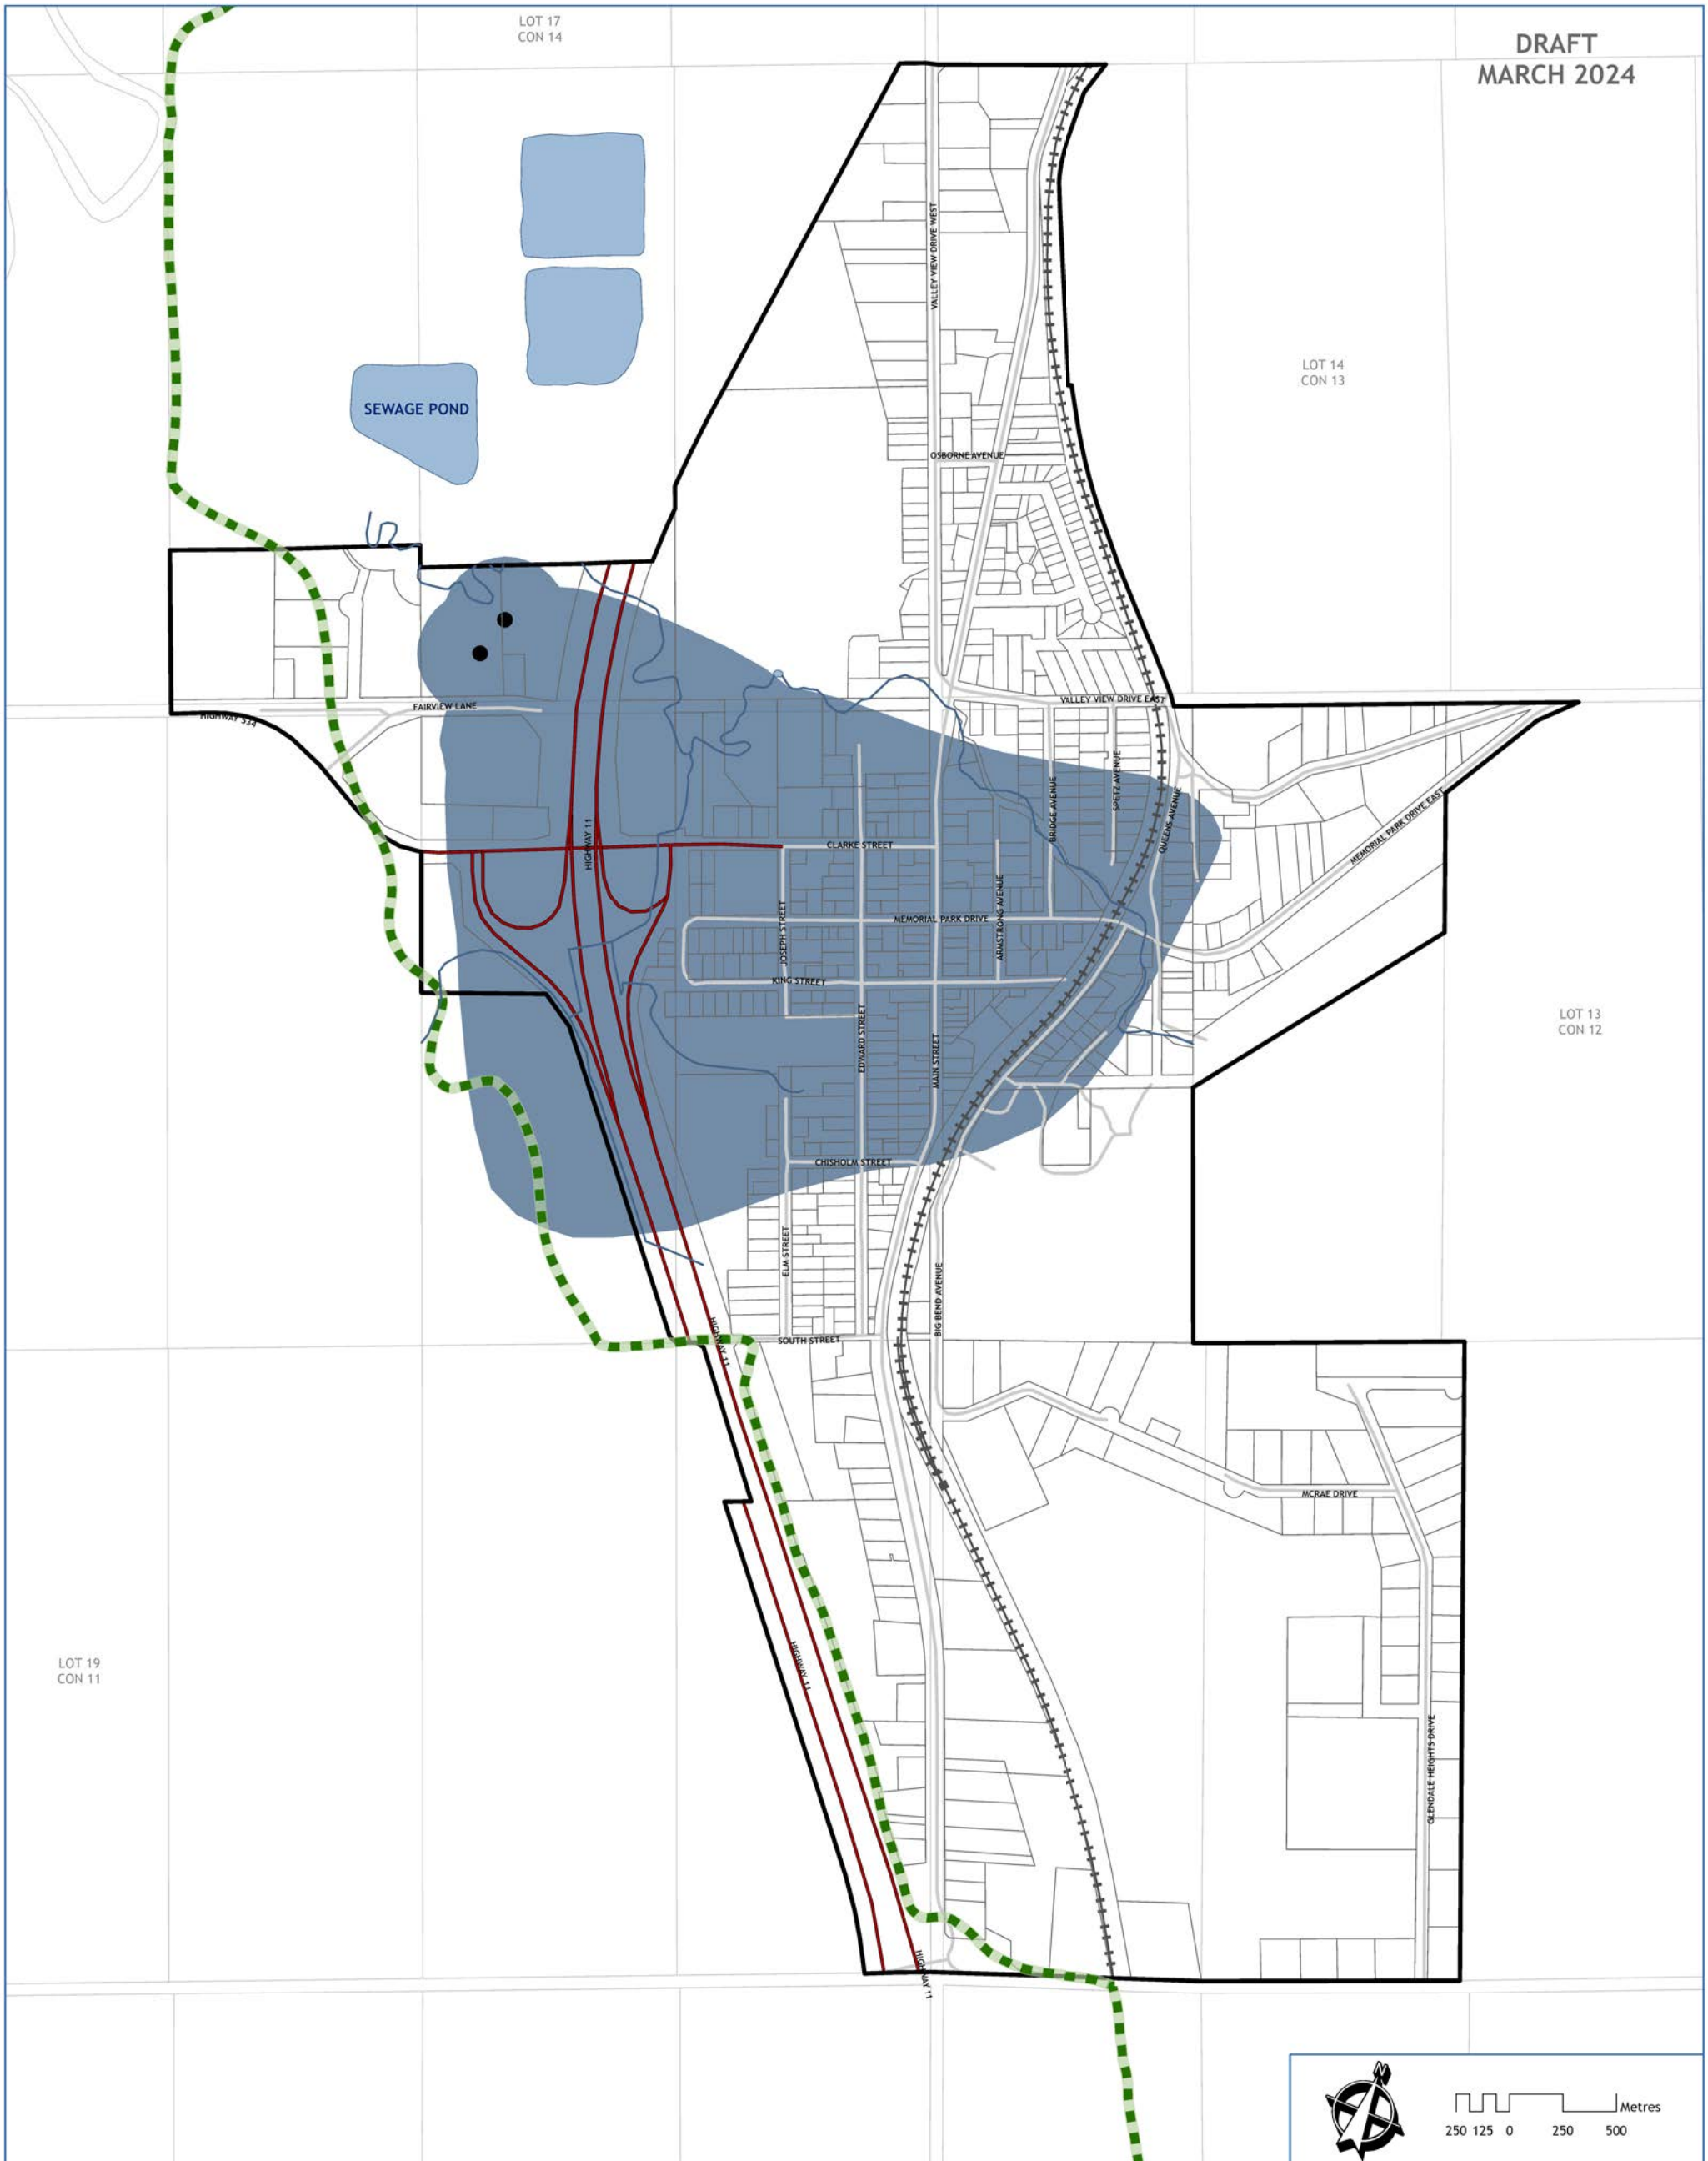 LOT 17
CON 14
DRAFT
MARCH 2024
VALLEY VIEW DRIVE WEST
LOT 14
CON 13
SEWAGE POND
OSBORNE AVENUE
VALLEY VIEW DRIVE EAST
FAIRVIEW LANE
HIGHWAY 534
SPETZ AVENUE
BRIDGE AVENUE
QUEENS AVENUE
MEMORIAL PARK DRIVE EAST
HIGHWAY 11
CLARKE STREET
MEMORIAL PARK DRIVE
JOSEPH STREET
ARMSTRONG AVENUE
KING STREET
EDWARD STREET
MAIN STREET
LOT 13
CON 12
CHISHOLM STREET
ELM STREET
BIG BEND AVENUE
HIGHWAY 11
SOUTH STREET
MCRAE DRIVE
LOT 19
CON 11
HIGHWAY 11
GLENDALE HEIGHTS DRIVE
HIGHWAY 11
N
Metres
250 125 0 250 500